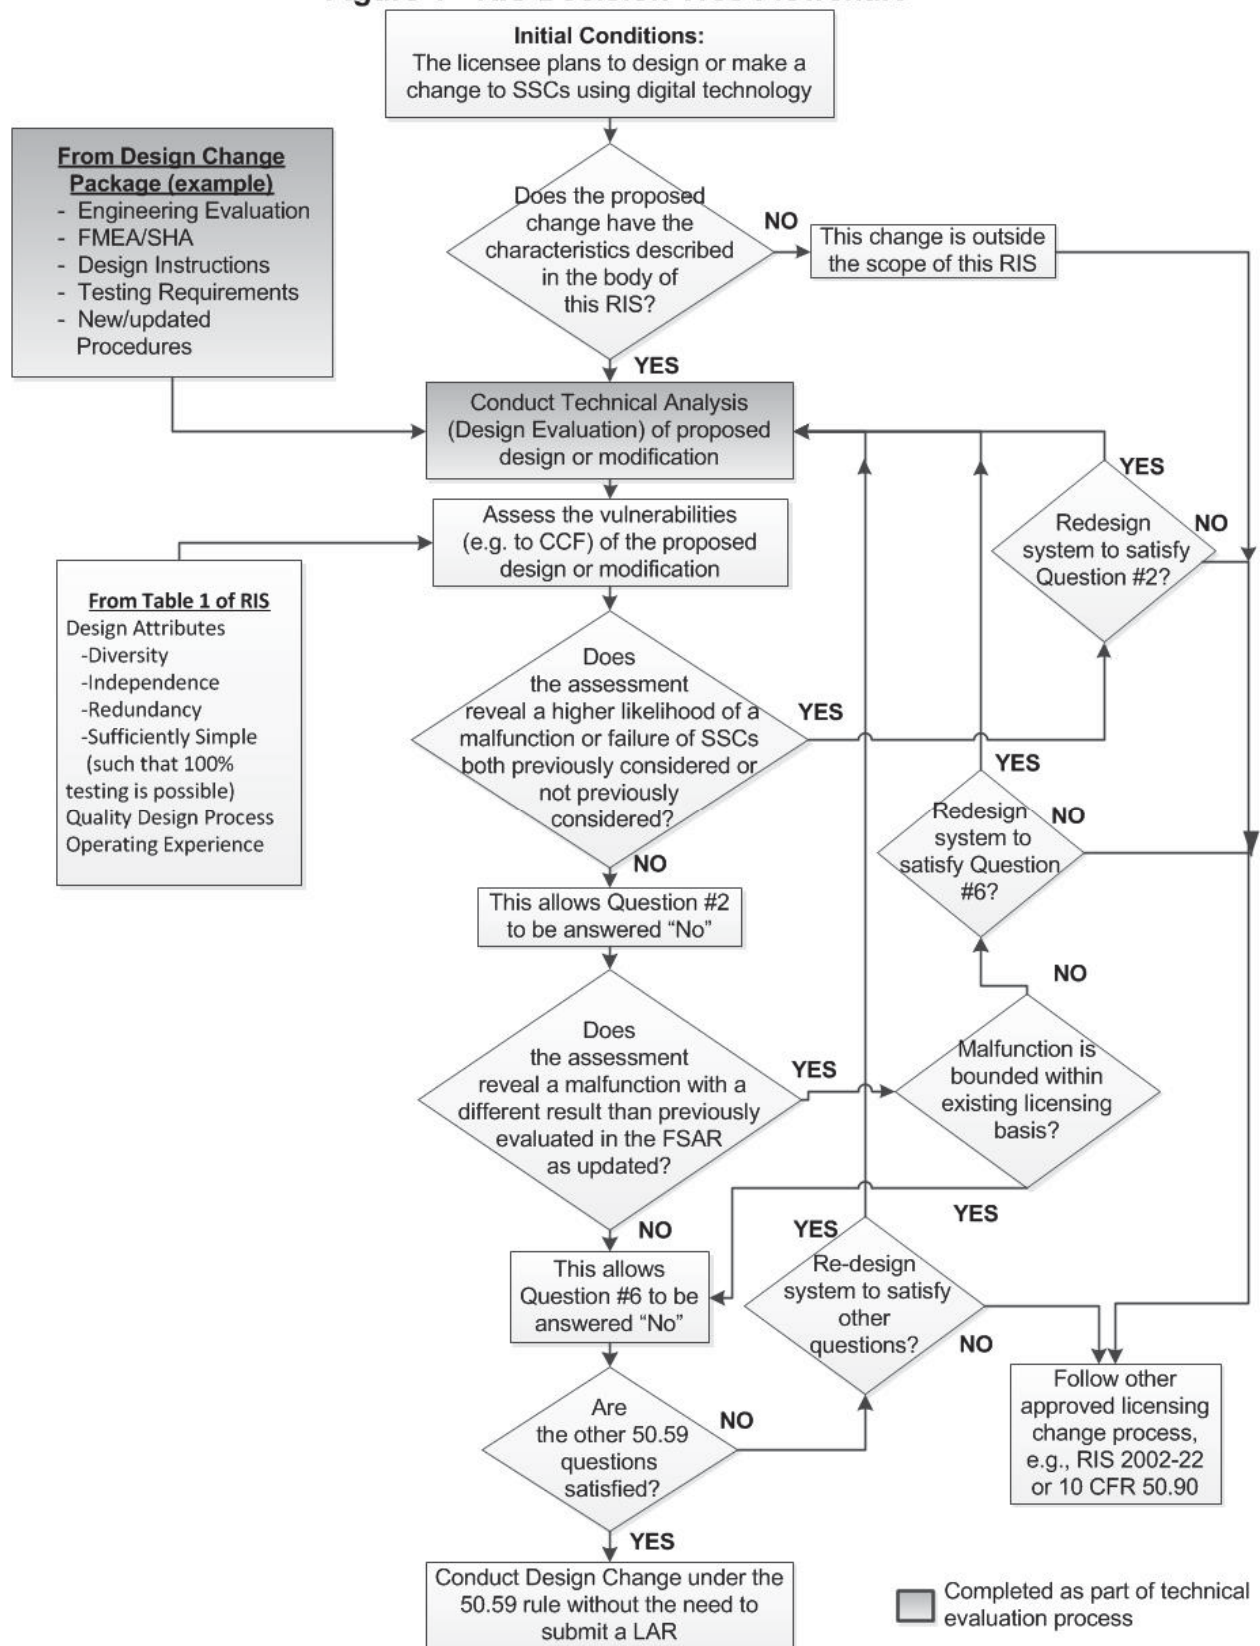 Initial Conditions:
The licensee plans to design or make a
change to SSCs using digital technology
From Design Change
Package (example)
- Engineering Evaluation
- FMEA/SHA
- Design Instructions
- Testing Requirements
- New/updated
Procedures
Does the proposed
change have the
characteristics described
in the body of
this RIS?
NO
This change is outside
the scope of this RIS
YES
Conduct Technical Analysis
(Design Evaluation) of proposed
design or modification
Assess the vulnerabilities
(e.g. to CCF) of the proposed
design or modification
YES
Redesign
system to satisfy
Question #2?
NO
From Table 1 of RIS
Design Attributes
-Diversity
-Independence
-Redundancy
-Sufficiently Simple
(such that 100%
testing is possible)
Quality Design Process
Operating Experience
Does
the assessment
reveal a higher likelihood of a
malfunction or failure of SSCs
both previously considered or
not previously
considered?
YES
NO
YES
Redesign
system to
satisfy Question
#6?
NO
This allows Question #2
to be answered “No”
NO
Does
the assessment
reveal a malfunction with a
different result than previously
evaluated in the FSAR
as updated?
YES
Malfunction is
bounded within
existing licensing
basis?
YES
NO
This allows
Question #6 to be
answered “No”
YES
Re-design
system to satisfy
other
questions?
NO
Are
the other 50.59
questions
satisfied?
NO
Follow other
approved licensing
change process,
e.g., RIS 2002-22
or 10 CFR 50.90
YES
Conduct Design Change under the
50.59 rule without the need to
submit a LAR
Completed as part of technical
evaluation process